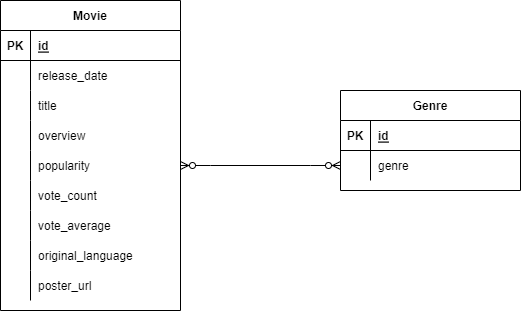 Movie
PK id
release_date
title
overview
popularity
vote_count
vote_average
original_language
poster_url
Genre
PK id
genre